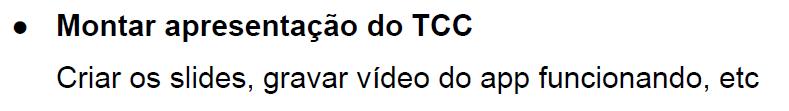 ● Montar apresentação do TCC
Criar os slides, gravar vídeo do app funcionando, etc